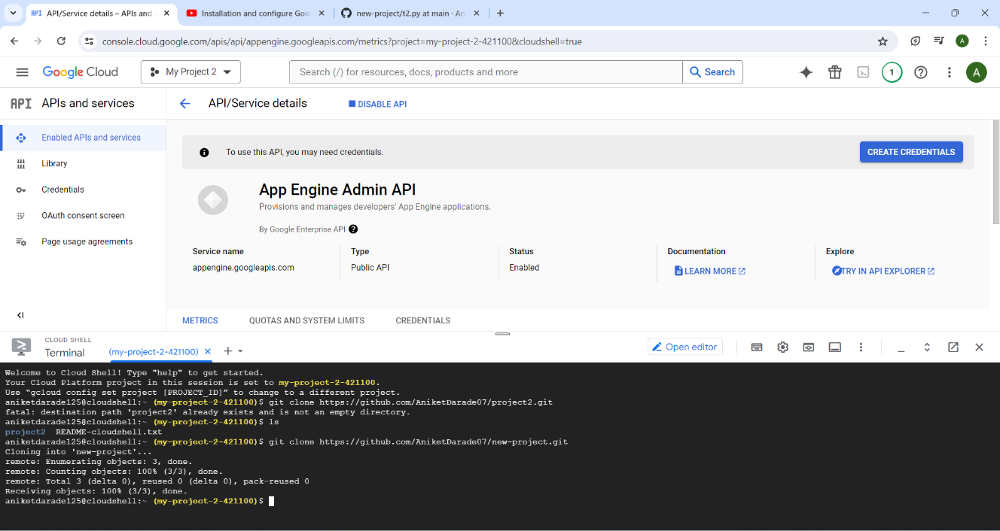 API API/Service details – APIs and
Installation and configure Goo
new-project/t2.py at main · An
console.cloud.google.com/apis/api/appengine.googleapis.com/metrics?project=my-project-2-421100&cloudshell=true
A
Google Cloud
My Project 2
Search (/) for resources, docs, products and more
Search
1
A
API APIs and services
API/Service details
DISABLE API
Enabled APIs and services
Library
Credentials
OAuth consent screen
Page usage agreements
To use this API, you may need credentials.
CREATE CREDENTIALS
App Engine Admin API
Provisions and manages developers' App Engine applications.
By Google Enterprise API
Service name
appengine.googleapis.com
Type
Public API
Status
Enabled
Documentation
LEARN MORE
Explore
TRY IN API EXPLORER
METRICS
QUOTAS AND SYSTEM LIMITS
CREDENTIALS
CLOUD SHELL
Terminal
(my-project-2-421100)
Open editor
Welcome to Cloud Shell! Type "help" to get started.
Your Cloud Platform project in this session is set to my-project-2-421100.
Use “gcloud config set project [PROJECT_ID]” to change to a different project.
aniketdarade125@cloudshell:~ (my-project-2-421100)$ git clone https://github.com/AniketDarade07/project2.git
fatal: destination path 'project2' already exists and is not an empty directory.
aniketdarade125@cloudshell:~ (my-project-2-421100)$ ls
project2 README-cloudshell.txt
aniketdarade125@cloudshell:~ (my-project-2-421100)$ git clone https://github.com/AniketDarade07/new-project.git
Cloning into 'new-project'...
remote: Enumerating objects: 3, done.
remote: Counting objects: 100% (3/3), done.
remote: Total 3 (delta 0), reused 0 (delta 0), pack-reused 0
Receiving objects: 100% (3/3), done.
aniketdarade125@cloudshell:~ (my-project-2-421100)$